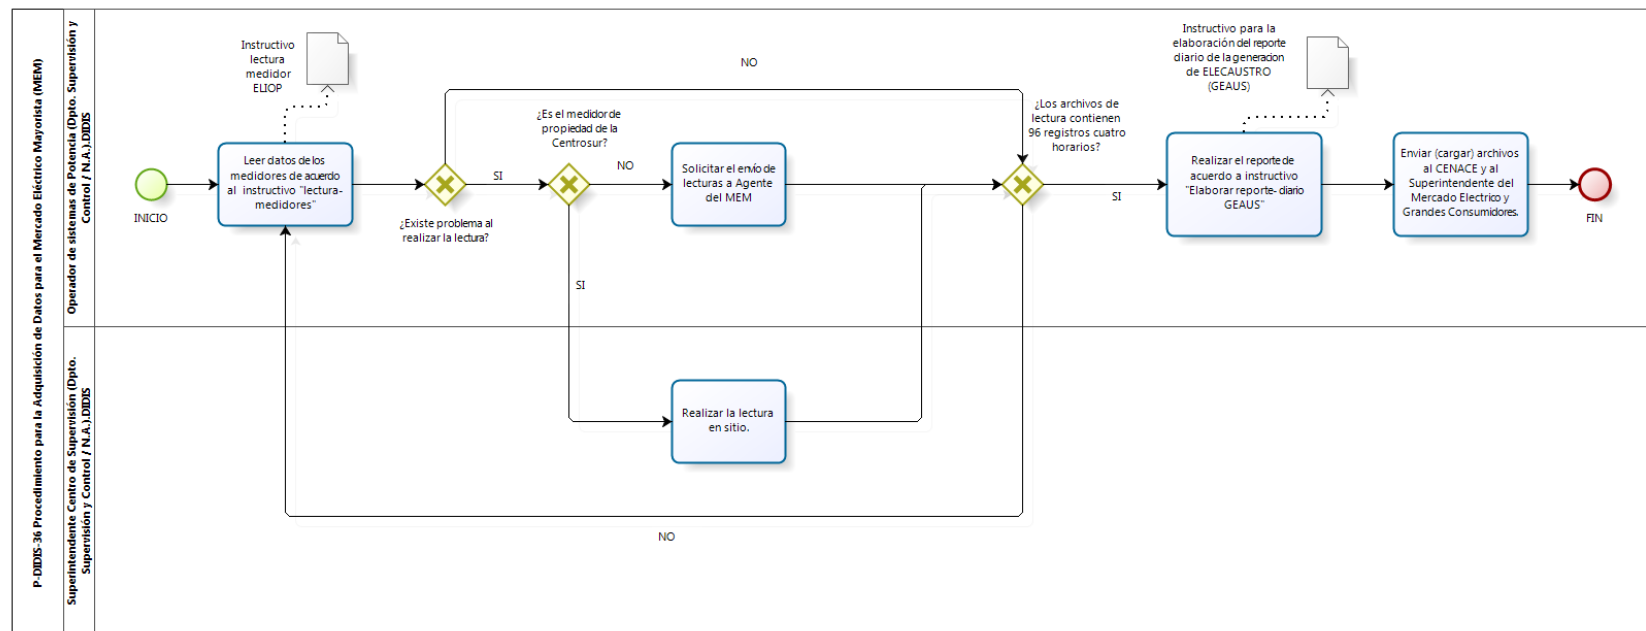 P-DIDIS-36 Procedimiento para la Adquisición de Datos para el Mercado Eléctrico Mayorista (MEM)
Operador de sistemas de Potencia (Dpto. Supervisión y
Control / N.A.).DIDIS
Superintendente Centro de Supervisión (Dpto.
Supervisión y Control / N.A.).DIDIS
INICIO
Instructivo
lectura
medidor
ELIOP
Leer datos de los
medidores de acuerdo
al instructivo "lectura-
medidores"
¿Existe problema al
realizar la lectura?
NO
SI
¿Es el medidor de
propiedad de la
Centrosur?
NO
SI
Solicitar el envío de
lecturas a Agente
del MEM
Realizar la lectura
en sitio.
¿Los archivos de
lectura contienen
96 registros cuatro
horarios?
SI
NO
Instructivo para la
elaboración del reporte
diario de la generacion
de ELECAUSTRO
(GEAUS)
Realizar el reporte de
acuerdo a instructivo
"Elaborar reporte- diario
GEAUS"
Enviar (cargar) archivos
al CENACE y al
Superintendente del
Mercado Electrico y
Grandes Consumidores.
FIN